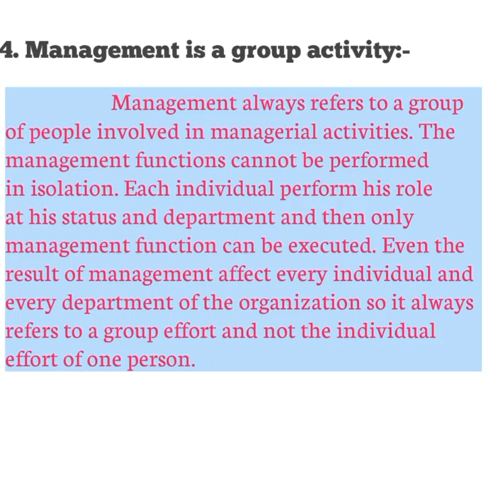 4. Management is a group activity:-
Management always refers to a group
of people involved in managerial activities. The
management functions cannot be performed
in isolation. Each individual perform his role
at his status and department and then only
management function can be executed. Even the
result of management affect every individual and
every department of the organization so it always
refers to a group effort and not the individual
effort of one person.